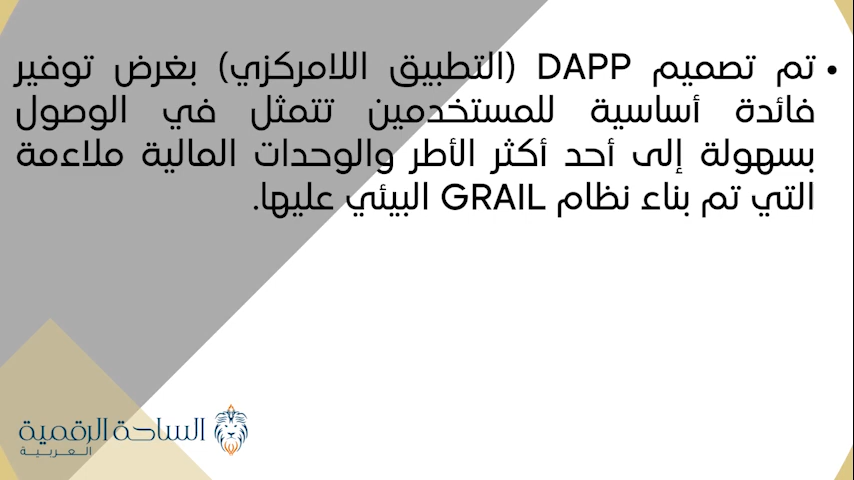 • تم تصميم DAPP (التطبيق اللامركزي) بغرض توفير
فائدة أساسية للمستخدمين تتمثل في الوصول
بسهولة إلى أحد أكثر الأطر والوحدات المالية ملاءمة
التي تم بناء نظام GRAIL البيئي عليها.
الساحة الرقمية
العربية